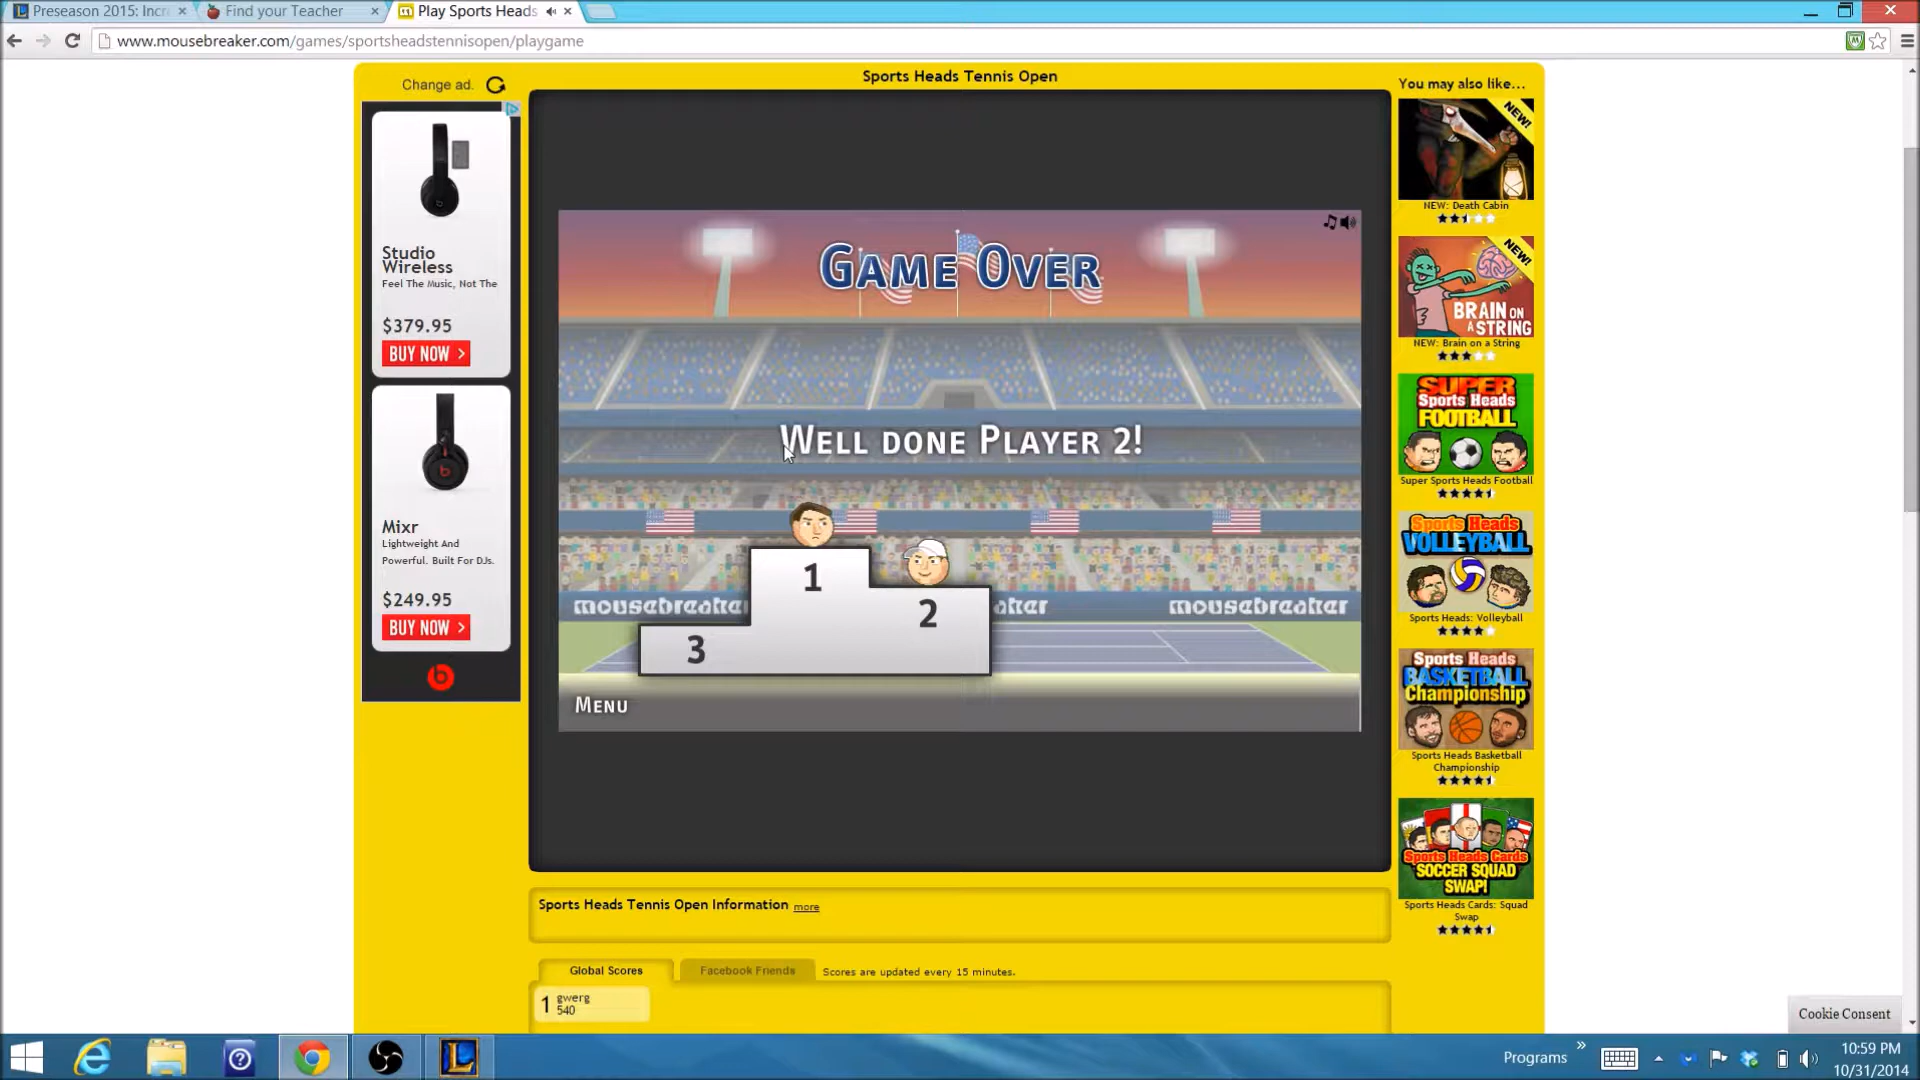 Preseason 2015: Incre
Find your Teacher
Play Sports Heads
www.mousebreaker.com/games/sportsheadstennisopen/playgame
Sports Heads Tennis Open
Change ad.
You may also like...
Studio
Wireless
Feel The Music, Not The
$379.95
BUY NOW >
Mixr
Lightweight And
Powerful. Built For DJs.
$249.95
BUY NOW >
GAME OVER
WELL DONE PLAYER 2!
1
2
3
mousebreaker
mousebreaker
MENU
NEW!
NEW: Death Cabin
NEW!
BRAIN ON
A STRING
NEW: Brain on a String
SUPER
Sports Heads
FOOTBALL
Super Sports Heads Football
Sports Heads
VOLLEYBALL
Sports Heads: Volleyball
Sports Heads
BASKETBALL
Championship
Sports Heads Basketball
Championship
Sports Heads Cards
SOCCER SQUAD
SWAP!
Sports Heads Cards: Squad
Swap
Sports Heads Tennis Open Information more
Global Scores
Facebook Friends
Scores are updated every 15 minutes.
1 gwerg
540
Cookie Consent
Programs
10:59 PM
10/31/2014